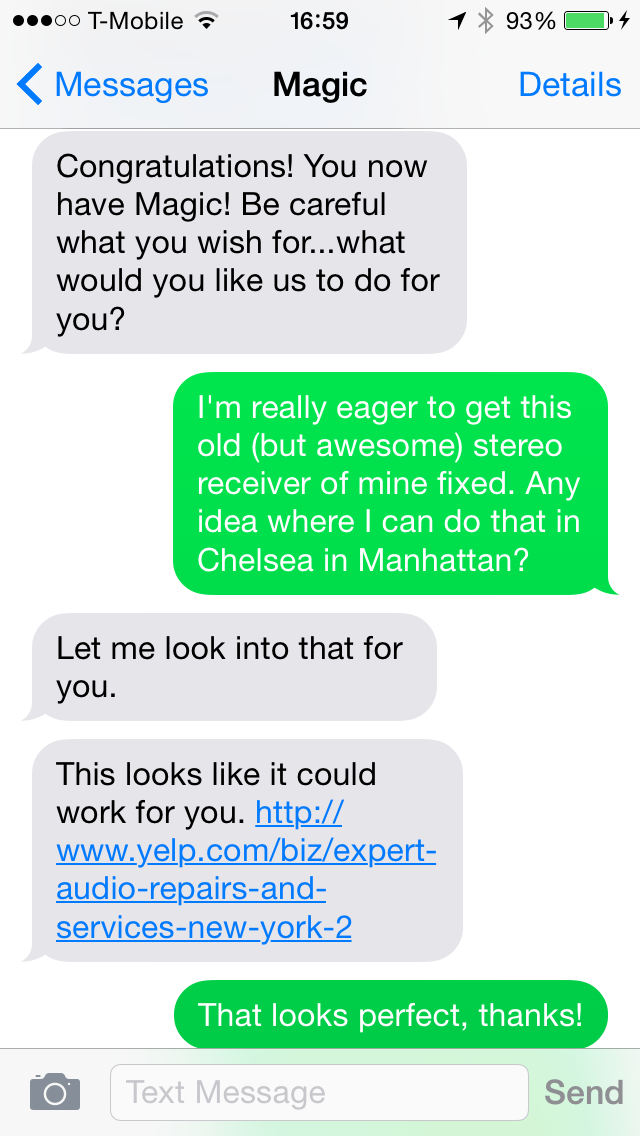 T-Mobile 16:59 93%
Messages Magic Details
Congratulations! You now
have Magic! Be careful
what you wish for...what
would you like us to do for
you?
I'm really eager to get this
old (but awesome) stereo
receiver of mine fixed. Any
idea where I can do that in
Chelsea in Manhattan?
Let me look into that for
you.
This looks like it could
work for you. http://
www.yelp.com/biz/expert-
audio-repairs-and-
services-new-york-2
That looks perfect, thanks!
Text Message Send